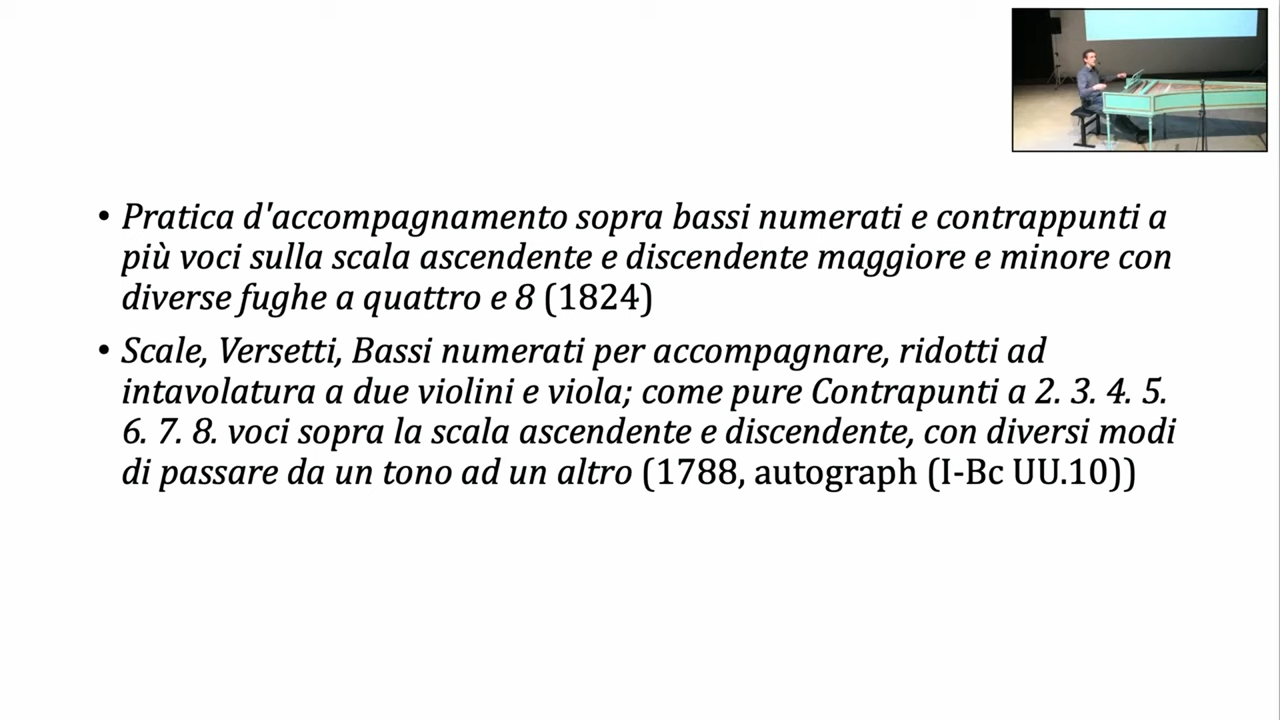 • Pratica d'accompagnamento sopra bassi numerati e contrappunti a
più voci sulla scala ascendente e discendente maggiore e minore con
diverse fughe a quattro e 8 (1824)
• Scale, Versetti, Bassi numerati per accompagnare, ridotti ad
intavolatura a due violini e viola; come pure Contrapunti a 2. 3. 4. 5.
6. 7. 8. voci sopra la scala ascendente e discendente, con diversi modi
di passare da un tono ad un altro (1788, autograph (I-Bc UU.10))